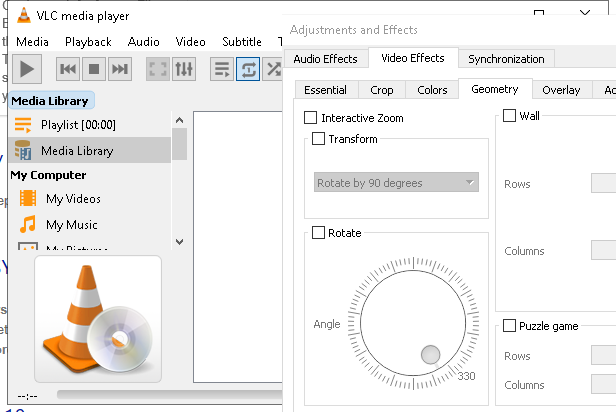 VLC media player
Media Playback Audio Video Subtitle T
Media Library
Playlist [00:00]
Media Library
My Computer
My Videos
My Music
My Pictures
--:--
Adjustments and Effects
Audio Effects Video Effects Synchronization
Essential Crop Colors Geometry Overlay
Interactive Zoom
Transform
Rotate by 90 degrees
Rotate
Angle
330
Wall
Rows
Columns
Puzzle game
Rows
Columns